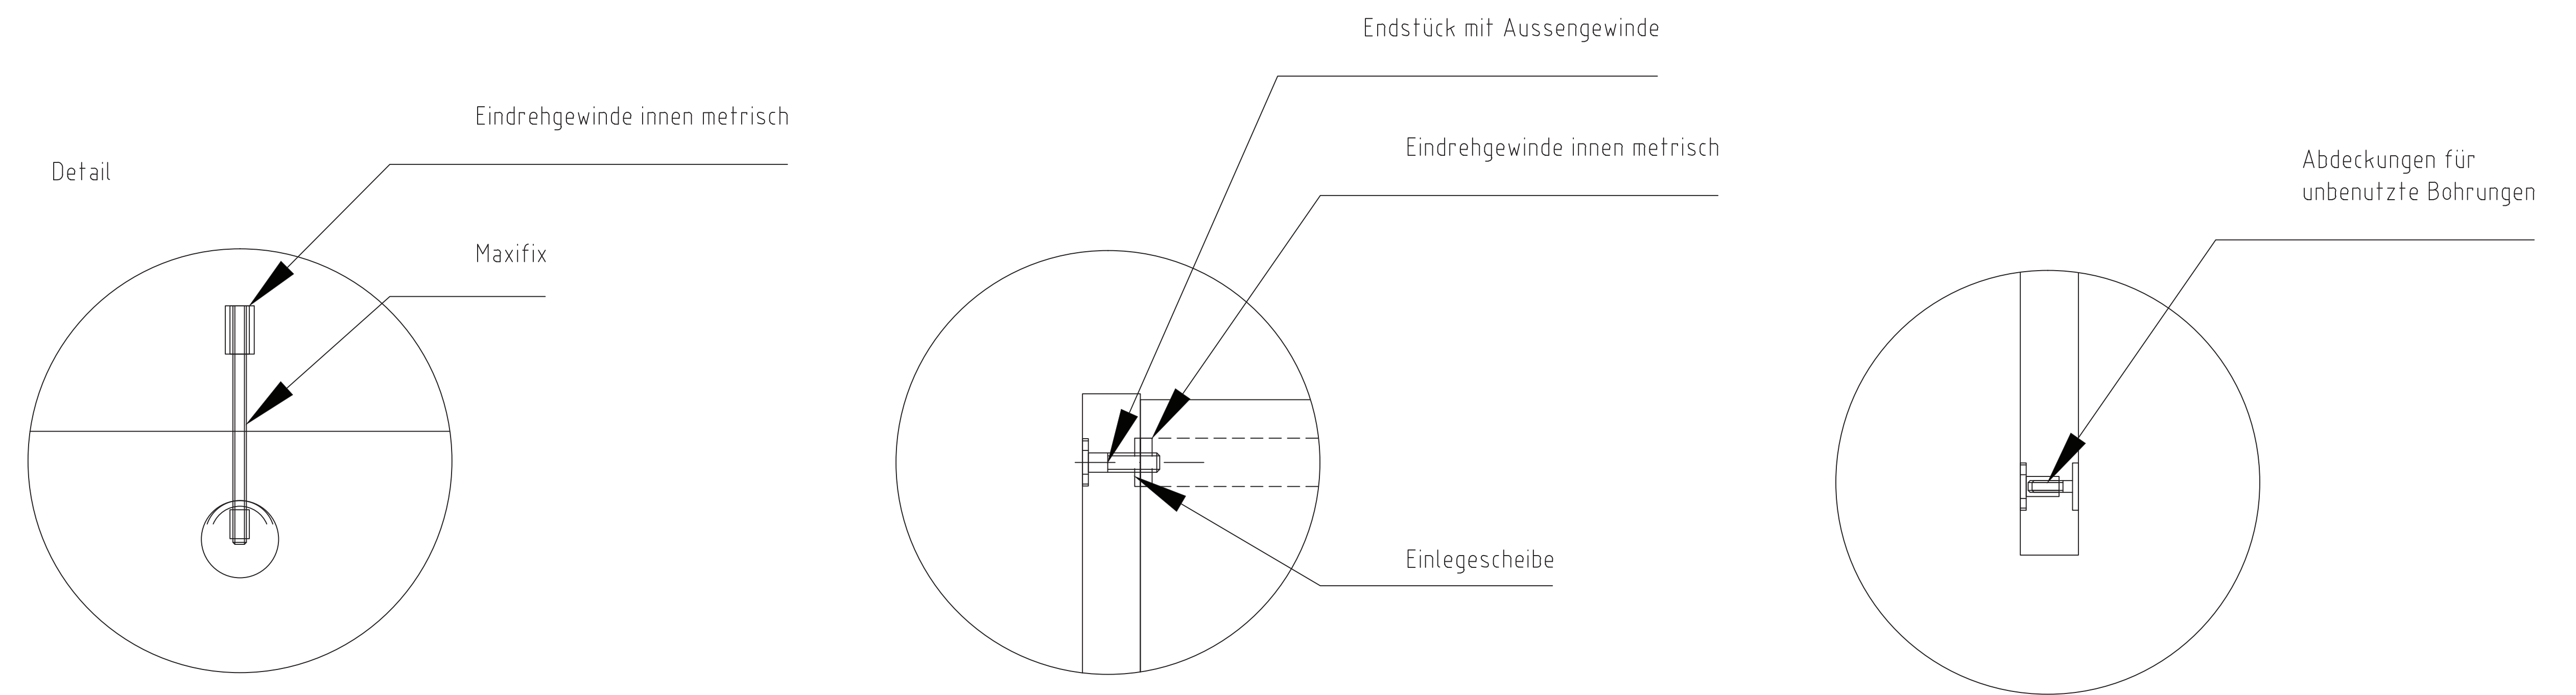 Detail
Eindrehgewinde innen metrisch
Maxifix
Endstück mit Aussengewinde
Eindrehgewinde innen metrisch
Einlegescheibe
Abdeckungen für
unbenutzte Bohrungen